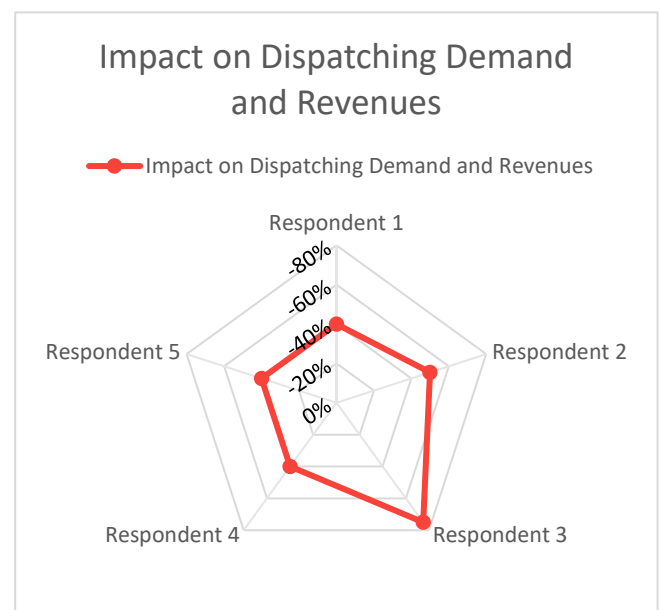 Impact on Dispatching Demand
and Revenues
Impact on Dispatching Demand and Revenues
Respondent 1
-80%
-60%
-40%
-20%
0%
Respondent 2
Respondent 5
Respondent 4
Respondent 3